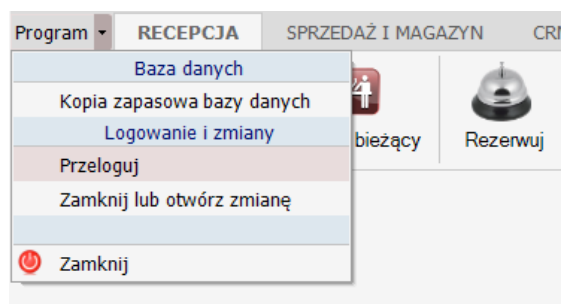 Program RECEPCJA SPRZEDAŻ I MAGAZYN CRM
Baza danych
Kopia zapasowa bazy danych
Logowanie i zmiany
bieżący Rezerwuj
Przeloguj
Zamknij lub otwórz zmianę
Zamknij